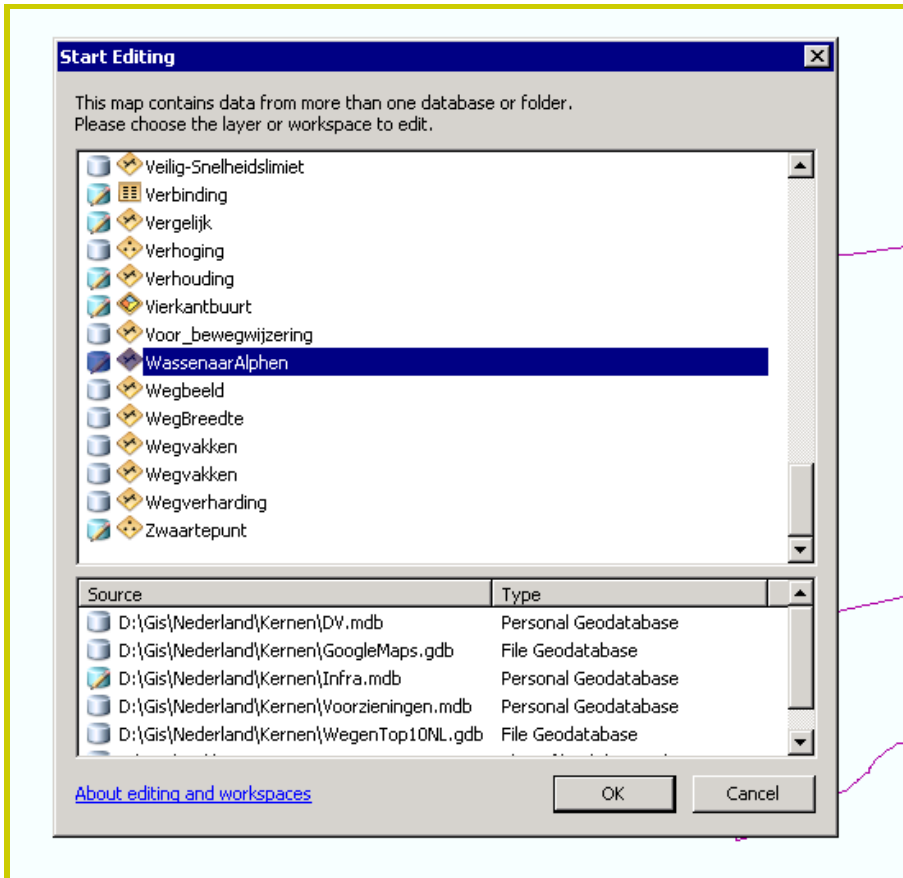 Start Editing
This map contains data from more than one database or folder.
Please choose the layer or workspace to edit.
Veilig-Snelheidslimiet
Verbinding
Vergelijk
Verhoging
Verhouding
Vierkantbuurt
Voor_bewegwijzering
WassenaarAlphen
Wegbeeld
WegBreedte
Wegvakken
Wegvakken
Wegverharding
Zwaartepunt
Source Type
D:\Gis\Nederland\Kernen\DV.mdb Personal Geodatabase
D:\Gis\Nederland\Kernen\GoogleMaps.gdb File Geodatabase
D:\Gis\Nederland\Kernen\Infra.mdb Personal Geodatabase
D:\Gis\Nederland\Kernen\Voorzieningen.mdb Personal Geodatabase
D:\Gis\Nederland\Kernen\WegenTop10NL.gdb File Geodatabase
About editing and workspaces OK Cancel